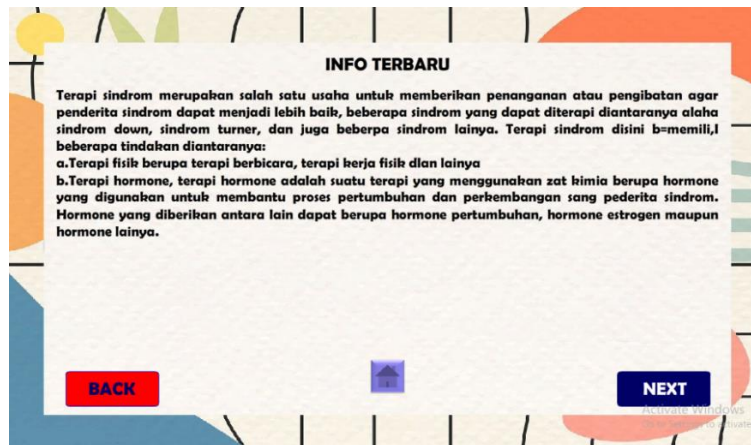 INFO TERBARU
Terapi sindrom merupakan salah satu usaha untuk memberikan penanganan atau pengibatan agar
penderita sindrom dapat menjadi lebih baik, beberapa sindrom yang dapat diterapi diantaranya alaha
sindrom down, sindrom turner, dan juga beberpa sindrom lainya. Terapi sindrom disini b=memili,l
beberapa tindakan diantaranya:
a.Terapi fisik berupa terapi berbicara, terapi kerja fisik dlan lainya
b.Terapi hormone, terapi hormone adalah suatu terapi yang menggunakan zat kimia berupa hormone
yang digunakan untuk membantu proses pertumbuhan dan perkembangan sang pederita sindrom.
Hormone yang diberikan antara lain dapat berupa hormone pertumbuhan, hormone estrogen maupun
hormone lainya.
BACK
NEXT
Activate Windows